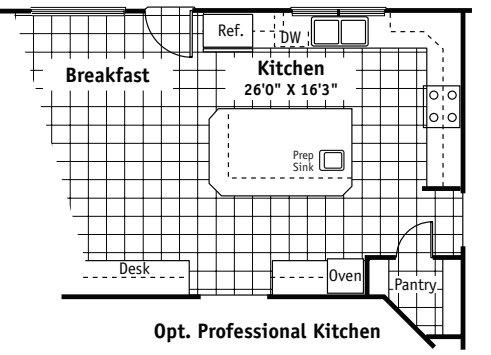 Ref.
DW
Breakfast
Kitchen
26'0" X 16'3"
Prep
Sink
Desk
Oven
Pantry
Opt. Professional Kitchen